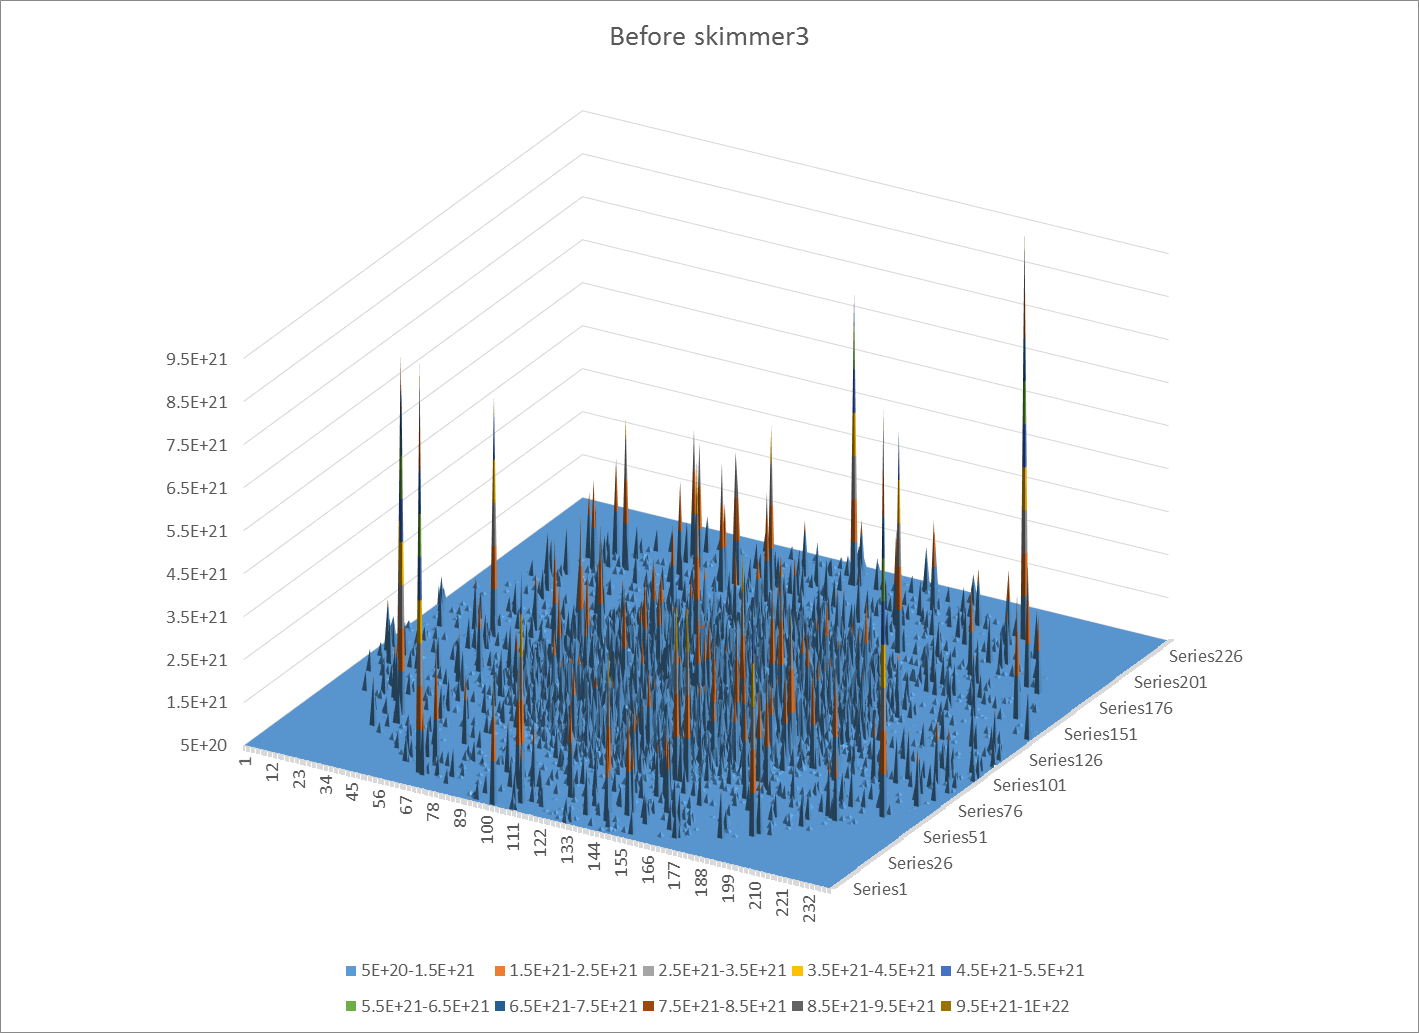 Before skimmer3
9.5E+21
8.5E+21
7.5E+21
6.5E+21
5.5E+21
4.5E+21
3.5E+21
2.5E+21
1.5E+21
5E+20
1
12
23
34
45
56
67
78
89
100
111
122
133
144
155
166
177
188
199
210
221
232
Series226
Series201
Series176
Series151
Series126
Series101
Series76
Series51
Series26
Series1
5E+20-1.5E+21 1.5E+21-2.5E+21 2.5E+21-3.5E+21 3.5E+21-4.5E+21 4.5E+21-5.5E+21
5.5E+21-6.5E+21 6.5E+21-7.5E+21 7.5E+21-8.5E+21 8.5E+21-9.5E+21 9.5E+21-1E+22